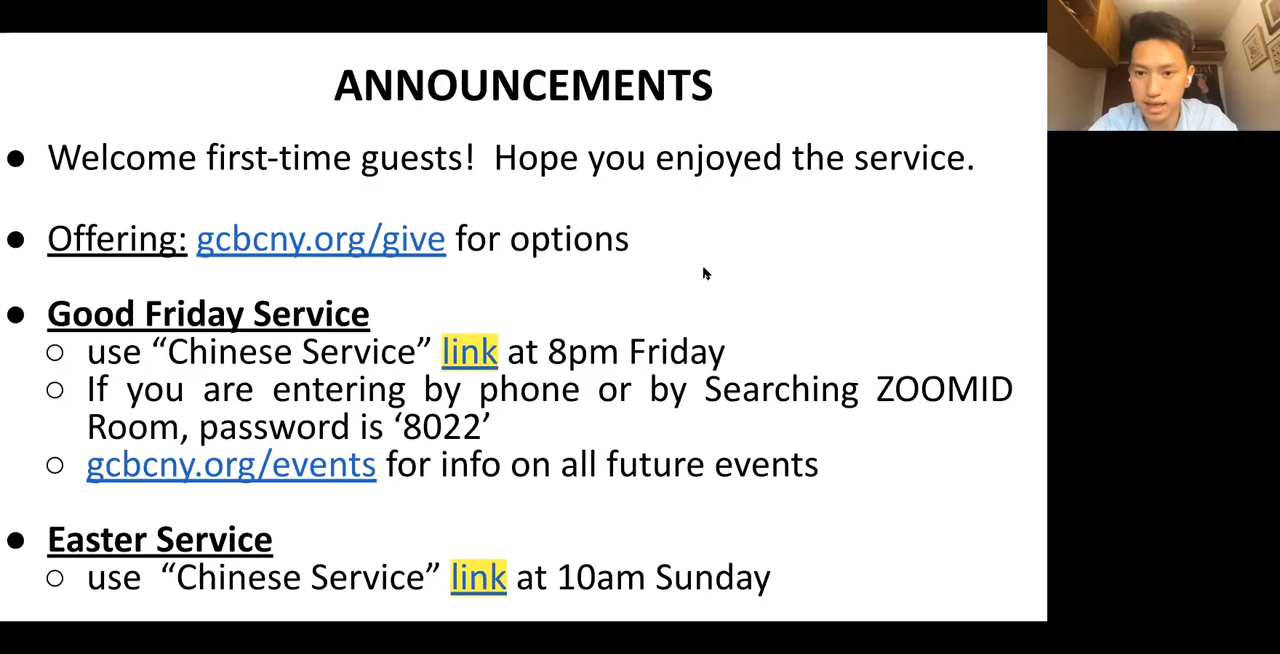 ANNOUNCEMENTS
● Welcome first-time guests!  Hope you enjoyed the service.
● Offering: gcbcny.org/give for options
● Good Friday Service
○ use “Chinese Service” link at 8pm Friday
○ If you are entering by phone or by Searching ZOOMID
Room, password is ‘8022’
○ gcbcny.org/events for info on all future events
● Easter Service
○ use  “Chinese Service” link at 10am Sunday